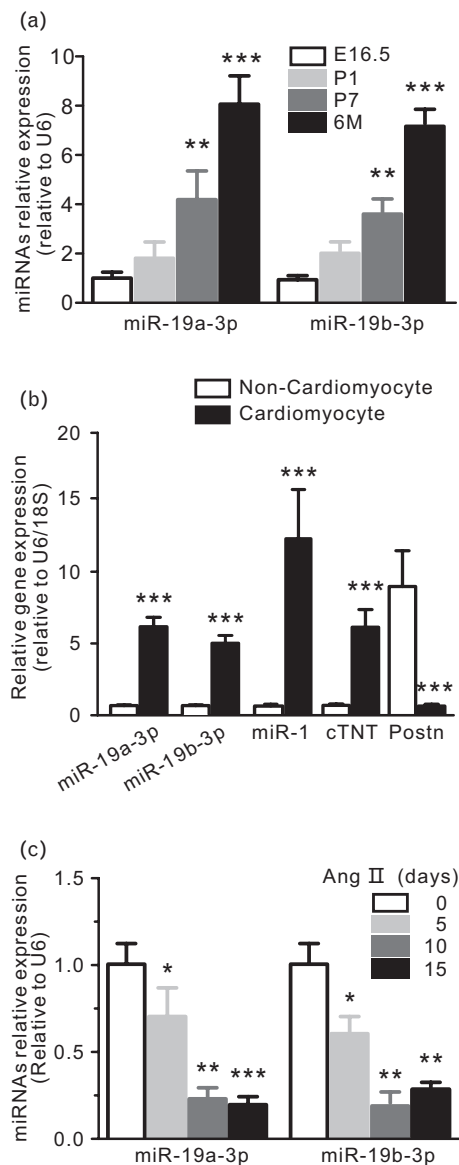 (a)
miRNAs relative expression
(relative to U6)
10
8
6
4
2
0
E16.5
P1
P7
6M
**
***
**
***
miR-19a-3p
miR-19b-3p
(b)
Non-Cardiomyocyte
Cardiomyocyte
Relative gene expression
(relative to U6/18S)
20
15
10
5
0
***
***
***
***
***
miR-19a-3p
miR-19b-3p
miR-1
cTNT
Postn
(c)
miRNAs relative expression
(Relative to U6)
1.5
1.0
0.5
0.0
Ang II (days)
0
5
10
15
*
**
***
*
**
**
miR-19a-3p
miR-19b-3p